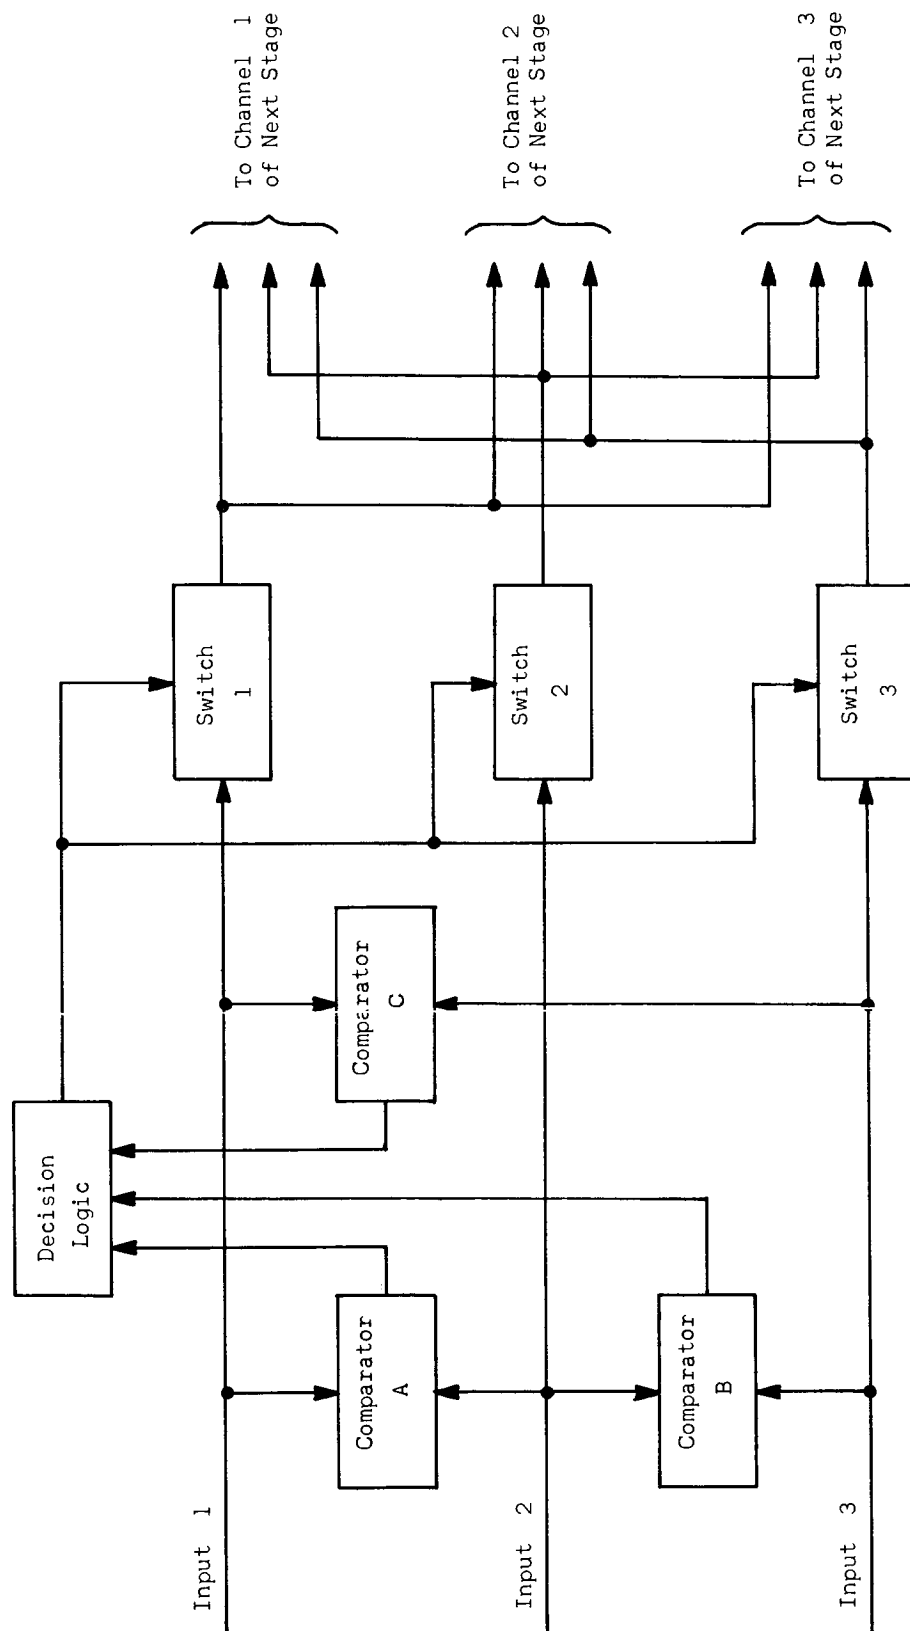 Decision
Logic
Input 1
Input 2
Input 3
Comparator
A
Comparator
B
Comparator
C
Switch
1
Switch
2
Switch
3
To Channel 1
of Next Stage
To Channel 2
of Next Stage
To Channel 3
of Next Stage